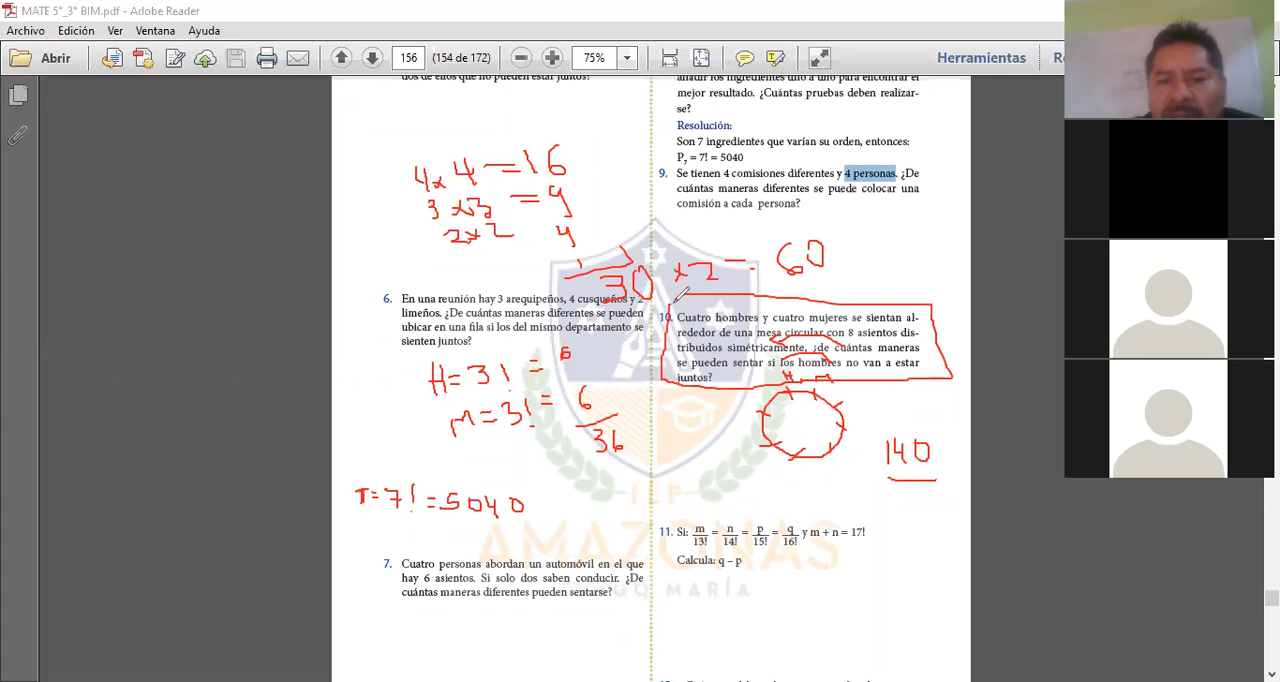 MATE 5°_3° BIM.pdf - Adobe Reader
Archivo Edición Ver Ventana Ayuda
Abrir
156
(154 de 172)
75%
Herramientas
dos de ellos que no pueden estar juntos?
4x4 = 16
3x3 = 9
2x2 4
30 x2 = 60
6. En una reunión hay 3 arequipeños, 4 cusqueños y 2
limeños. ¿De cuántas maneras diferentes se pueden
ubicar en una fila si los del mismo departamento se
sienten juntos?
H = 3! = 6
M = 3! = 6
36
T = 7! = 5040
7. Cuatro personas abordan un automóvil en el que
hay 6 asientos. Si solo dos saben conducir. ¿De
cuántas maneras diferentes pueden sentarse?
añadir los ingredientes uno a uno para encontrar el
mejor resultado. ¿Cuántas pruebas deben realizar-
se?
Resolución:
Son 7 ingredientes que varían su orden, entonces:
P7 = 7! = 5040
9. Se tienen 4 comisiones diferentes y 4 personas. ¿De
cuántas maneras diferentes se puede colocar una
comisión a cada persona?
10. Cuatro hombres y cuatro mujeres se sientan al-
rededor de una mesa circular con 8 asientos dis-
tribuidos simétricamente, ¿de cuántas maneras
se pueden sentar si los hombres no van a estar
juntos?
H M
140
11. Si: m/13! = n/14! = p/15! = q/16! y m + n = 17!
Calcula: q – p
I E P
AMAZONAS
GO MARÍA